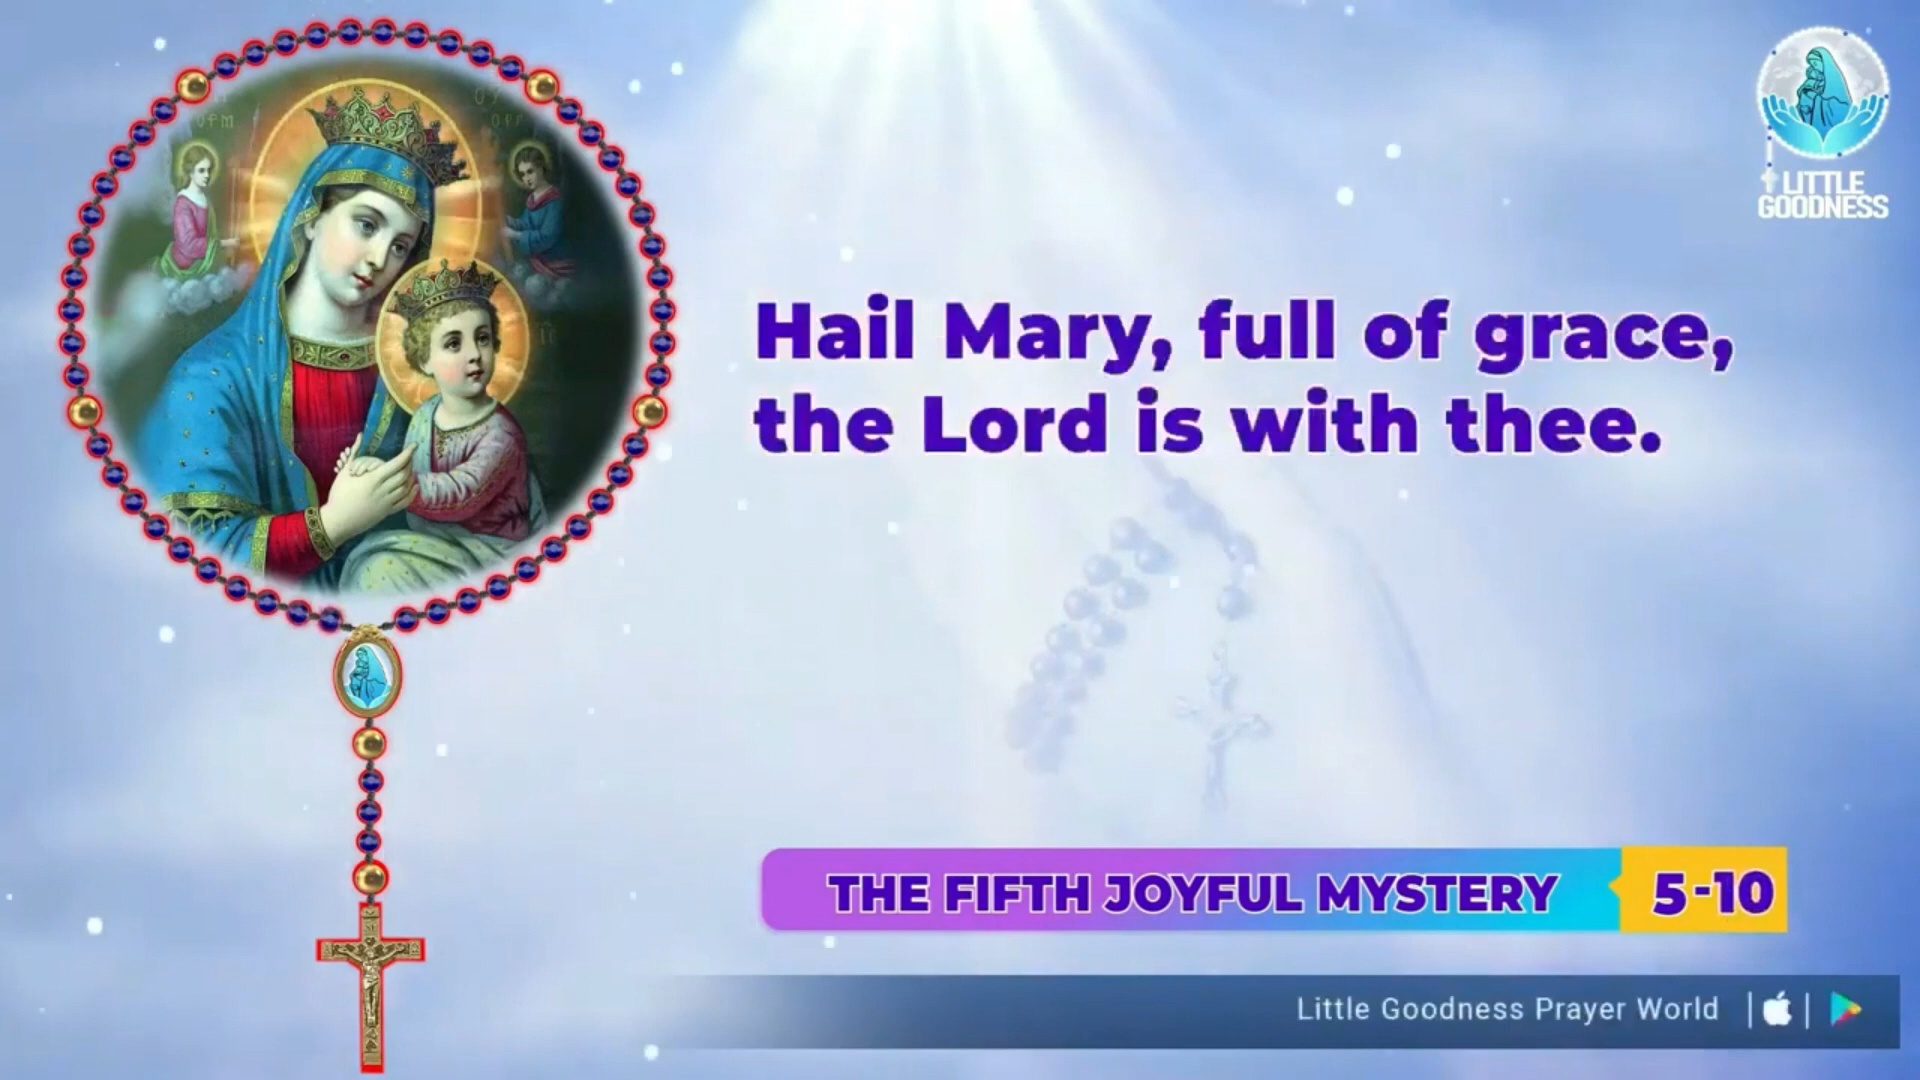 LITTLE
GOODNESS
Hail Mary, full of grace,
the Lord is with thee.
THE FIFTH JOYFUL MYSTERY 5-10
Little Goodness Prayer World